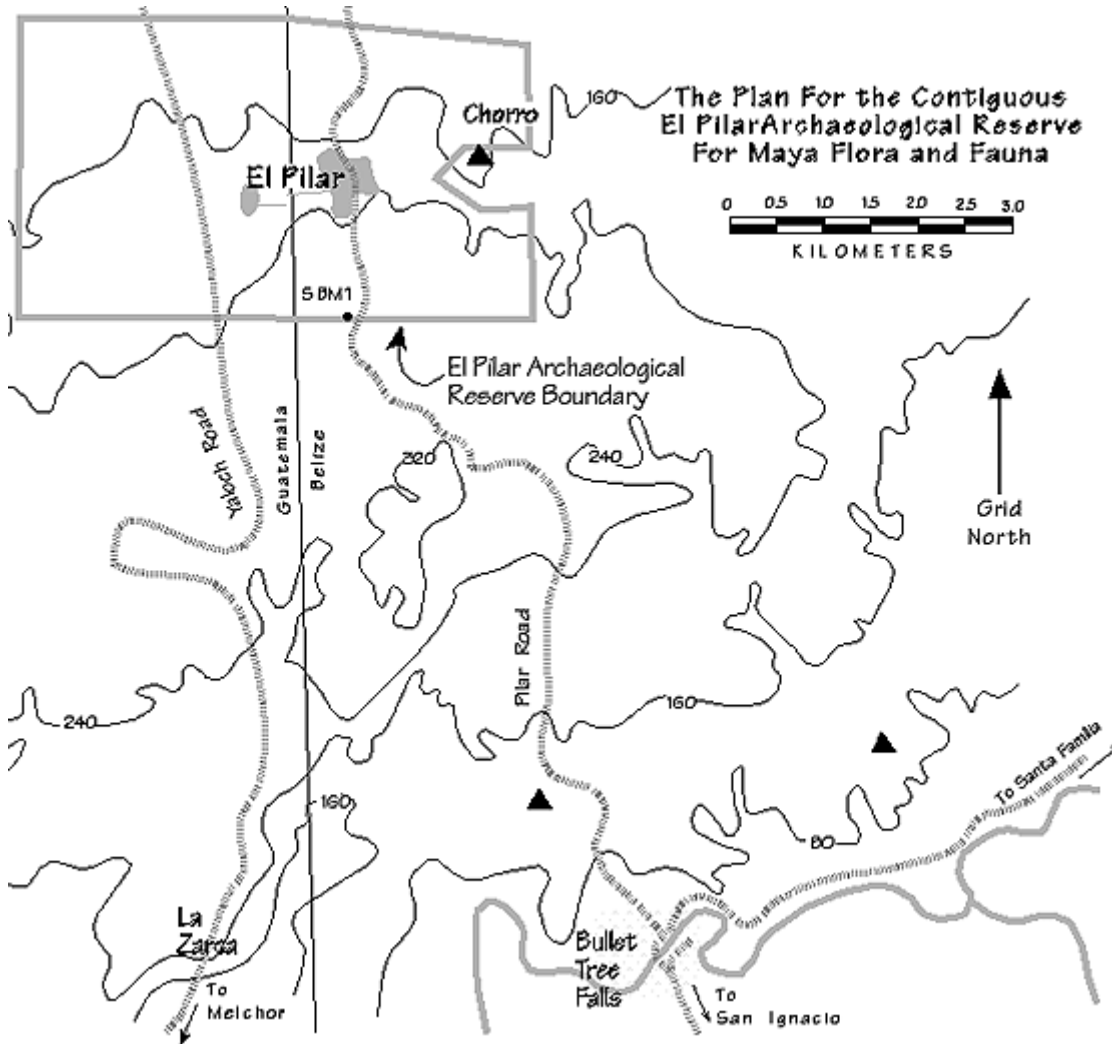 The Plan For the Contiguous
El PilarArchaeological Reserve
For Maya Flora and Fauna
0 0.5 1.0 1.5 2.0 2.5 3.0
KILOMETERS
160
Chorro
El Pilar
SBM1
El Pilar Archaeological
Reserve Boundary
Yaloch Road
Guatemala
Belize
320
240
Grid
North
Pilar Road
160
240
160
80
To Santa Familia
La
Zarca
To
Melchor
Bullet
Tree
Falls
To
San Ignacio